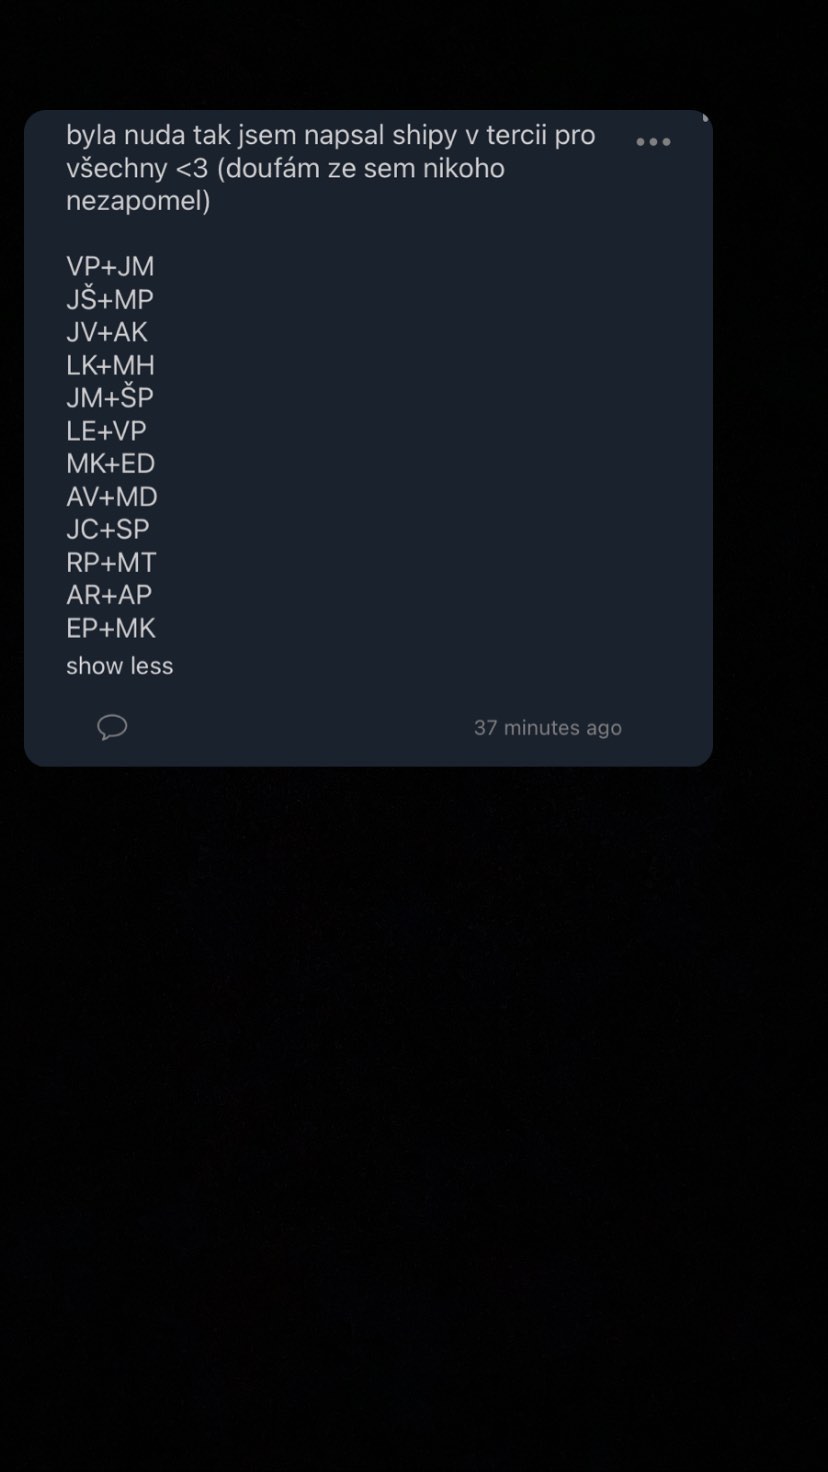 byla nuda tak jsem napsal shipy v tercii pro
všechny <3 (doufám ze sem nikoho
nezapomel)
VP+JM
JŠ+MP
JV+AK
LK+MH
JM+ŠP
LE+VP
MK+ED
AV+MD
JC+SP
RP+MT
AR+AP
EP+MK
show less
37 minutes ago